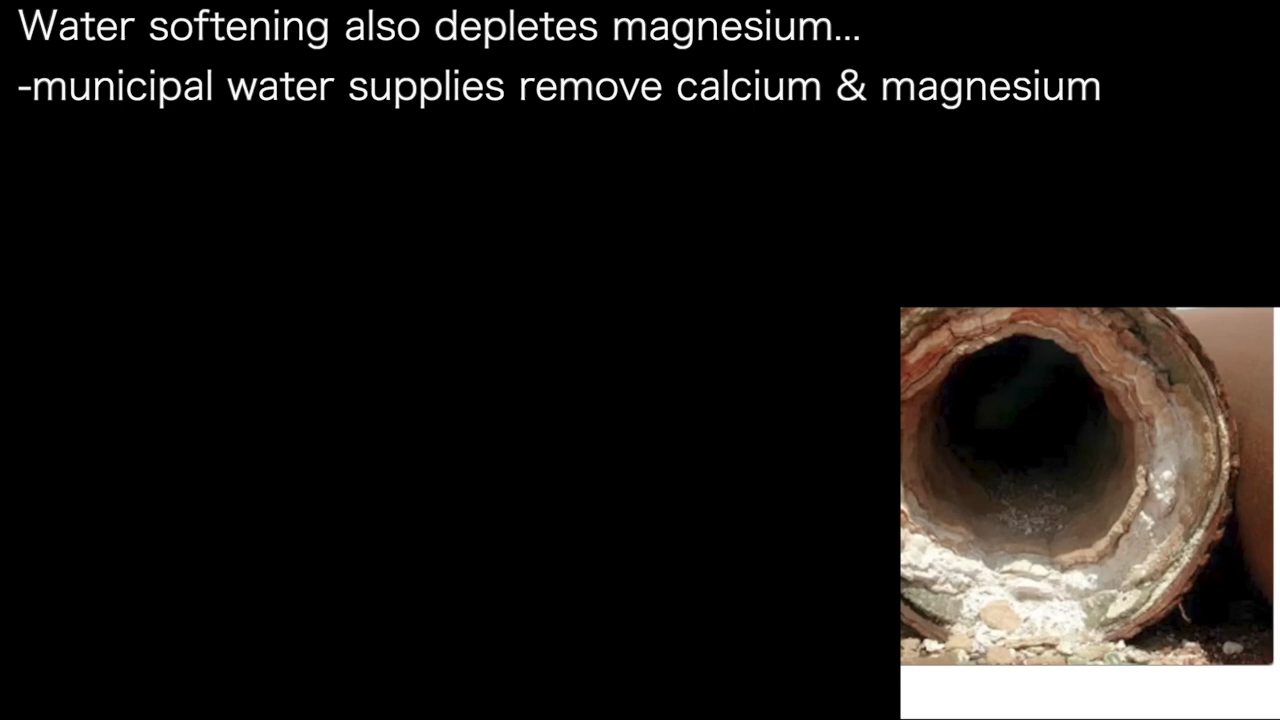 Water softening also depletes magnesium...
-municipal water supplies remove calcium & magnesium